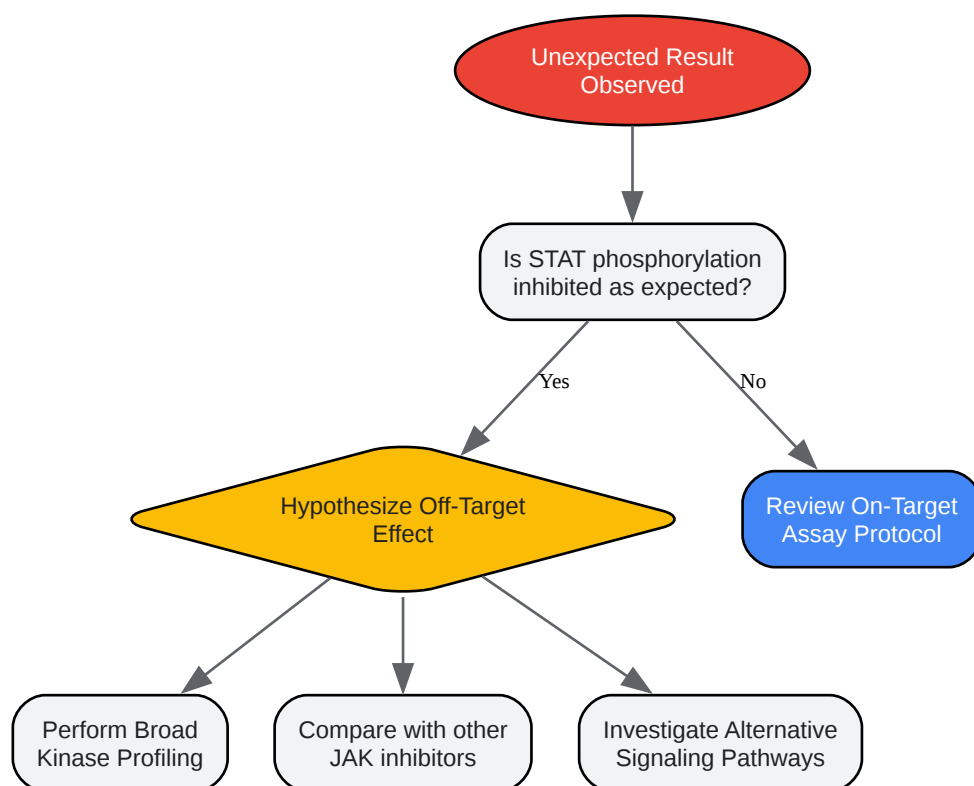 Unexpected Result
Observed
Is STAT phosphorylation
inhibited as expected?
Yes
No
Hypothesize Off-Target
Effect
Review On-Target
Assay Protocol
Perform Broad
Kinase Profiling
Compare with other
JAK inhibitors
Investigate Alternative
Signaling Pathways